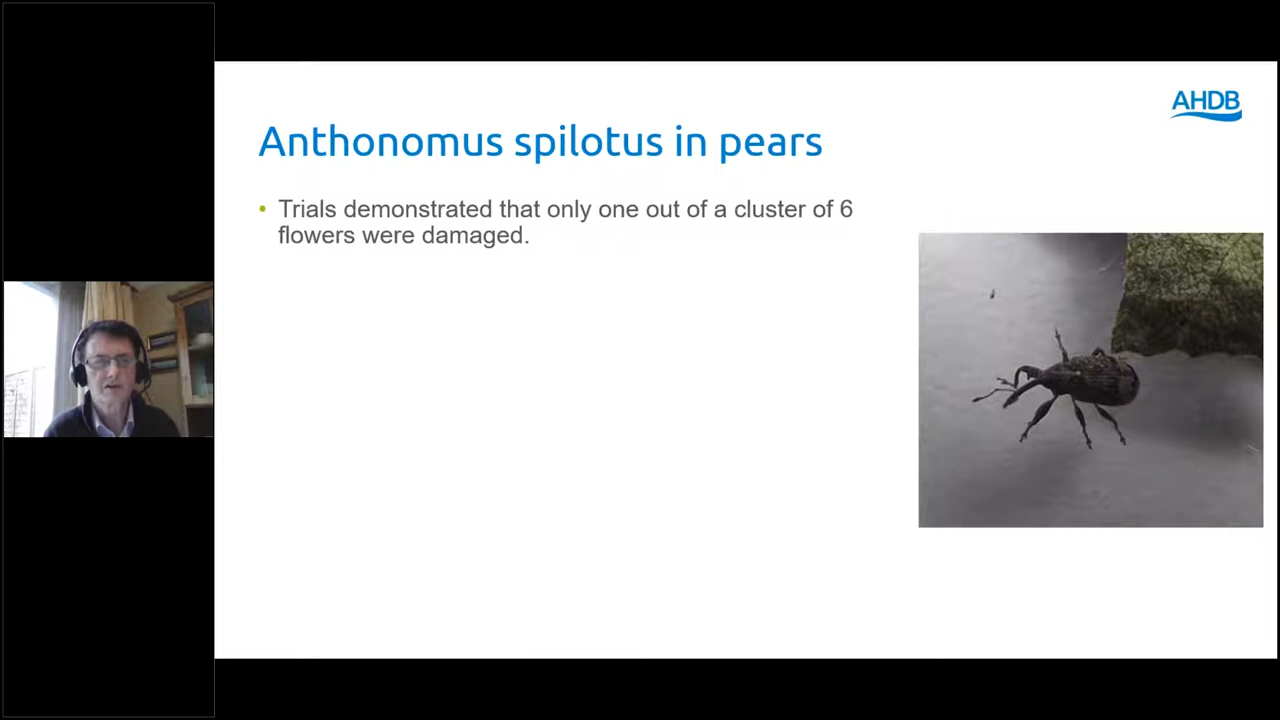 AHDB
Anthonomus spilotus in pears
• Trials demonstrated that only one out of a cluster of 6
flowers were damaged.